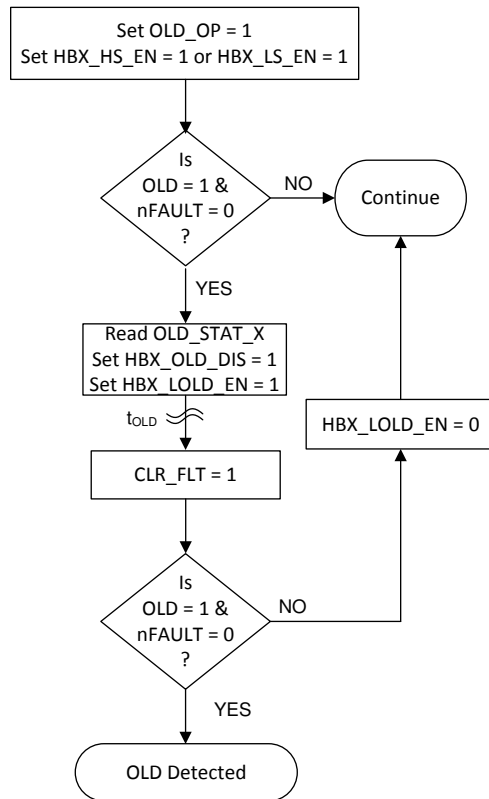 Set OLD_OP = 1
Set HBX_HS_EN = 1 or HBX_LS_EN = 1
Is
OLD = 1 &
nFAULT = 0
?
NO
Continue
YES
Read OLD_STAT_X
Set HBX_OLD_DIS = 1
Set HBX_LOLD_EN = 1
tOLD
HBX_LOLD_EN = 0
CLR_FLT = 1
Is
OLD = 1 &
nFAULT = 0
?
NO
YES
OLD Detected